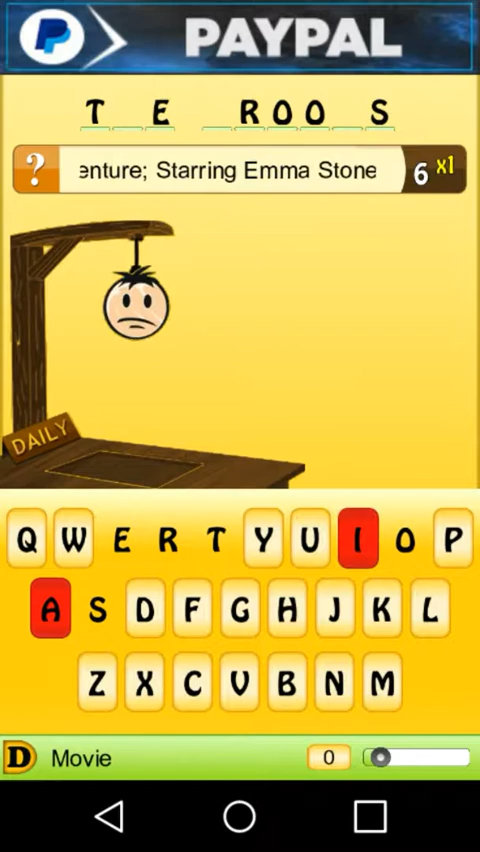 PAYPAL
T _ E _ ROO _ S
? enture; Starring Emma Stone 6 x1
DAILY
Q W E R T Y U I O P
A S D F G H J K L
Z X C V B N M
D Movie 0